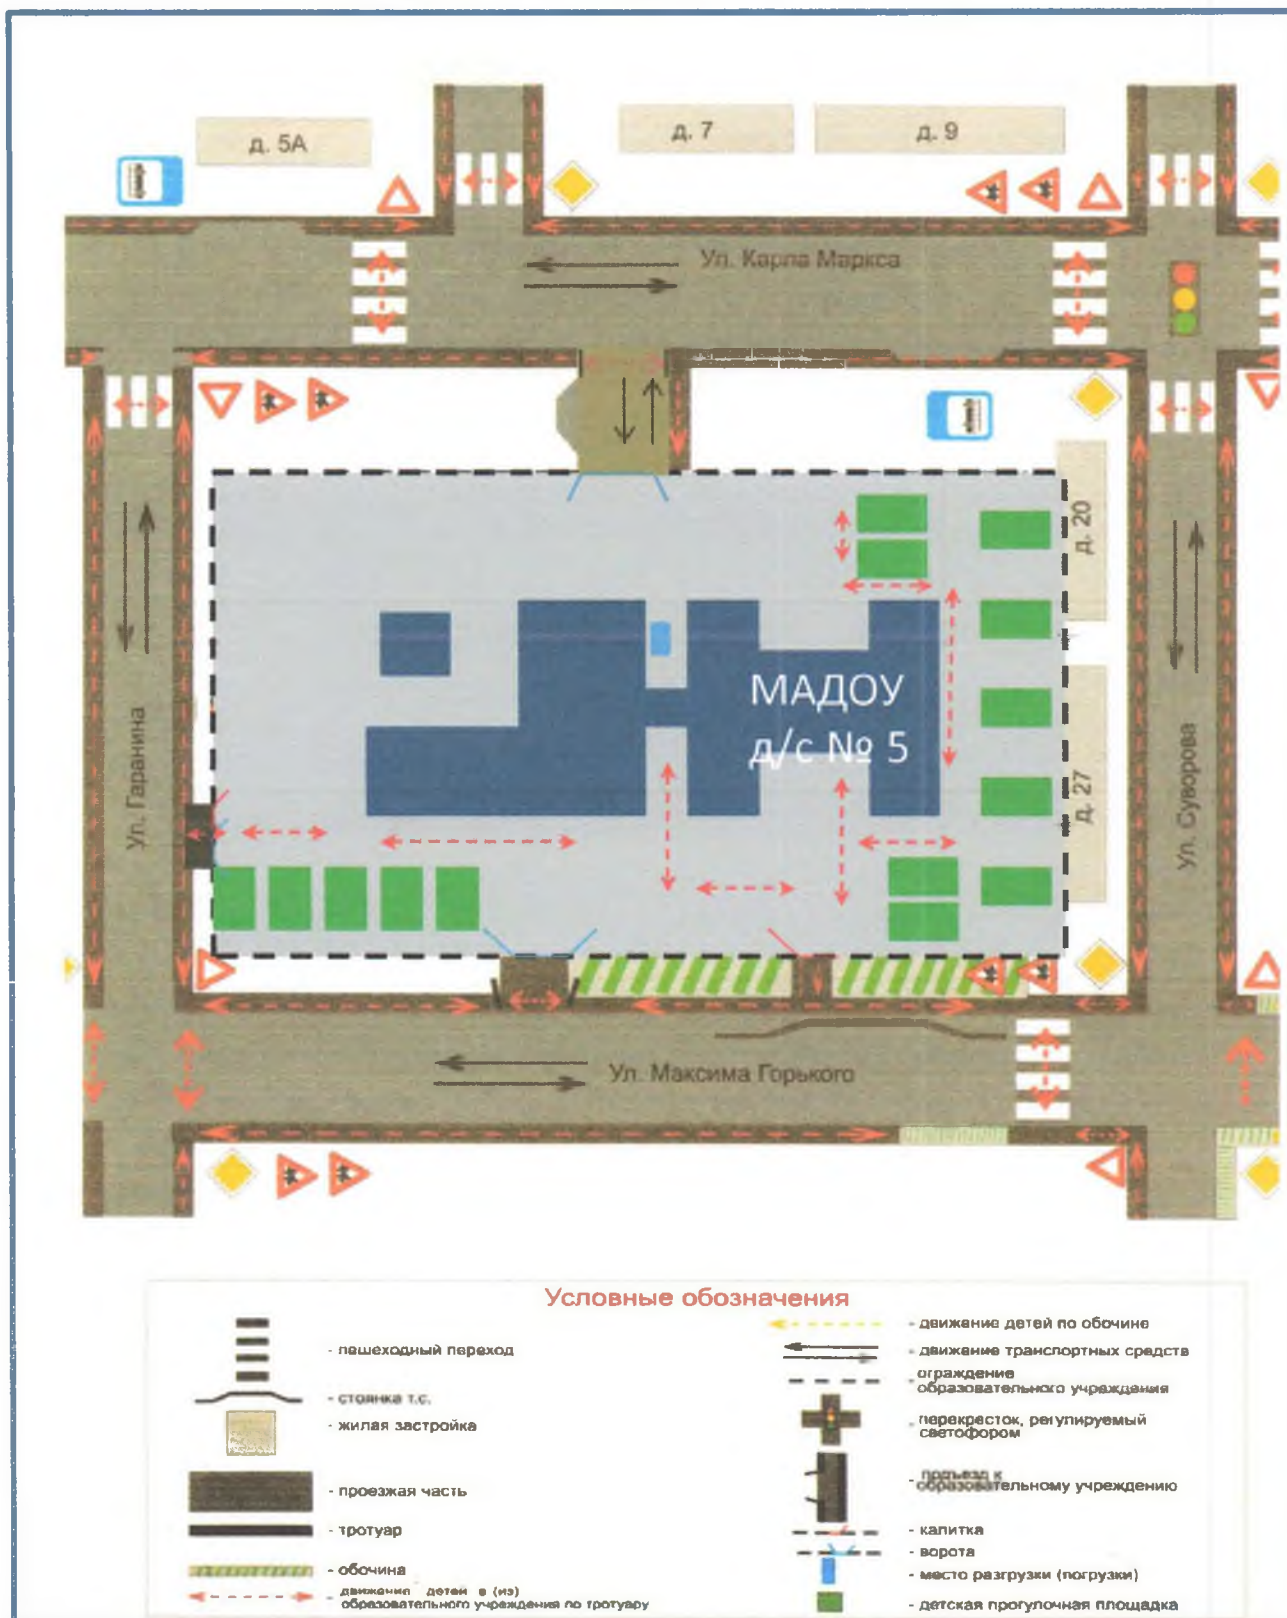 д. 5А
д. 7
д. 9
Ул. Карла Маркса
д. 20
МАДОУ
д/с № 5
Ул. Гаранина
д. 27
Ул. Суворова
Ул. Максима Горького
Условные обозначения
- пешеходный переход
- стоянка т.с.
- жилая застройка
- проезжая часть
- тротуар
- обочина
- движение детей в (из)
образовательного учреждения по тротуару
- движение детей по обочине
- движение транспортных средств
- ограждение
образовательного учреждения
- перекресток, регулируемый
светофором
- подъезд к
образовательному учреждению
- калитка
- ворота
- место разгрузки (погрузки)
- детская прогулочная площадка